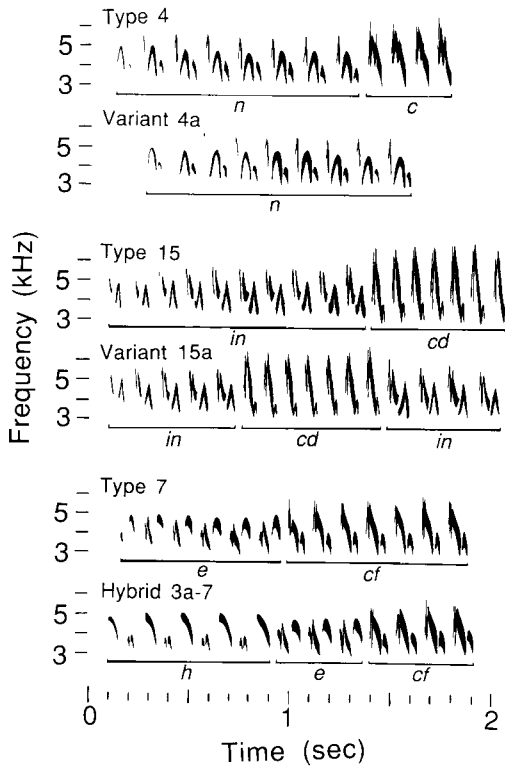 Type 4
5
3
n c
Variant 4a
5
3
n
Type 15
5
3
in cd
Variant 15a
5
3
in cd in
Type 7
5
3
e cf
Hybrid 3a-7
5
3
h e cf
Frequency (kHz)
0 1 2
Time (sec)